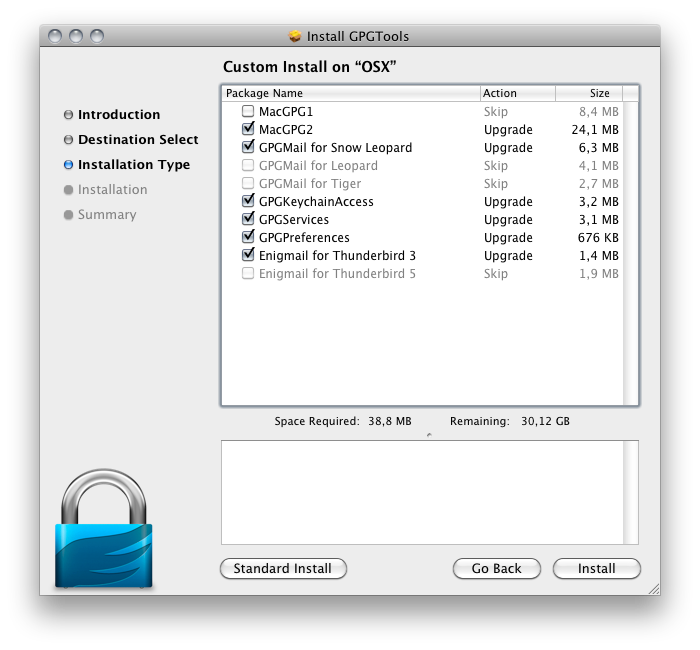 Install GPGTools
Custom Install on “OSX”
Introduction
Destination Select
Installation Type
Installation
Summary
Package Name Action Size
MacGPG1 Skip 8,4 MB
MacGPG2 Upgrade 24,1 MB
GPGMail for Snow Leopard Upgrade 6,3 MB
GPGMail for Leopard Skip 4,1 MB
GPGMail for Tiger Skip 2,7 MB
GPGKeychainAccess Upgrade 3,2 MB
GPGServices Upgrade 3,1 MB
GPGPreferences Upgrade 676 KB
Enigmail for Thunderbird 3 Upgrade 1,4 MB
Enigmail for Thunderbird 5 Skip 1,9 MB
Space Required: 38,8 MB Remaining: 30,12 GB
Standard Install Go Back Install